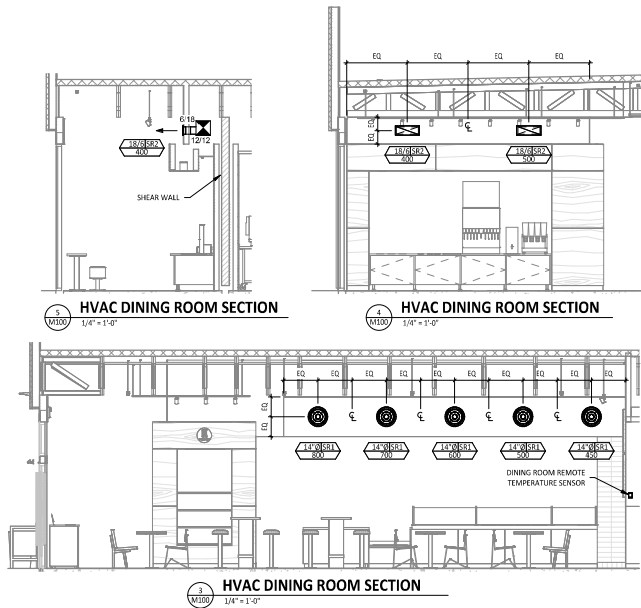 EQ EQ EQ EQ
6/18
12/12
18/6 SR2
400
SHEAR WALL
EQ
EQ
℄
18/6 SR2
400
18/6 SR2
500
5
M100
HVAC DINING ROOM SECTION
1/4" = 1'-0"
4
M100
HVAC DINING ROOM SECTION
1/4" = 1'-0"
EQ EQ EQ EQ EQ EQ EQ EQ EQ EQ
EQ
EQ
℄ ℄ ℄ ℄
14"Ø SR1
800
14"Ø SR1
700
14"Ø SR1
600
14"Ø SR1
500
14"Ø SR1
450
DINING ROOM REMOTE
TEMPERATURE SENSOR
3
M100
HVAC DINING ROOM SECTION
1/4" = 1'-0"